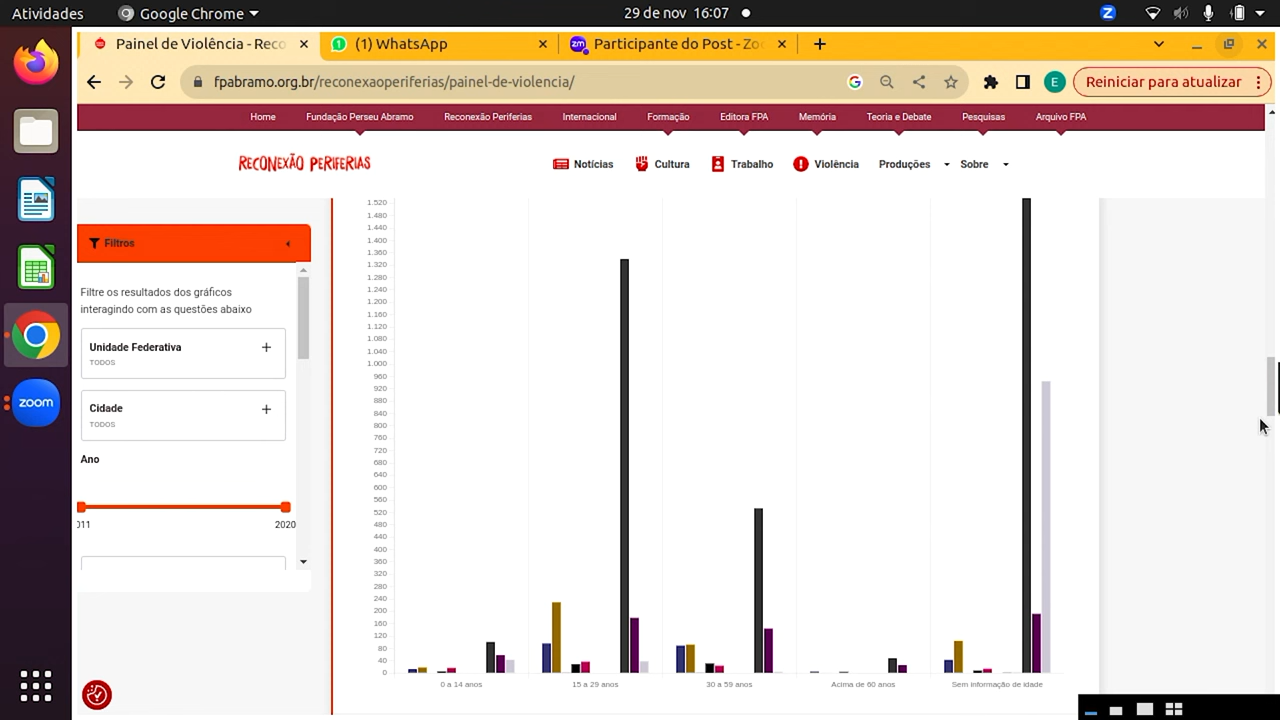 Atividades
Google Chrome
29 de nov 16:07
Painel de Violência - Reco
(1) WhatsApp
Participante do Post - Zoo
fpabramo.org.br/reconexaoperiferias/painel-de-violencia/
E
Reiniciar para atualizar
Home
Fundação Perseu Abramo
Reconexão Periferias
Internacional
Formação
Editora FPA
Memória
Teoria e Debate
Pesquisas
Arquivo FPA
RECONEXÃO PERIFERIAS
Notícias
Cultura
Trabalho
Violência
Produções
Sobre
Filtros
Filtre os resultados dos gráficos
interagindo com as questões abaixo
Unidade Federativa
TODOS
Cidade
TODOS
Ano
011
2020
1.520
1.480
1.440
1.400
1.360
1.320
1.280
1.240
1.200
1.160
1.120
1.080
1.040
1.000
960
920
880
840
800
760
720
680
640
600
560
520
480
440
400
360
320
280
240
200
160
120
80
40
0
0 a 14 anos
15 a 29 anos
30 a 59 anos
Acima de 60 anos
Sem informação de idade
zoom